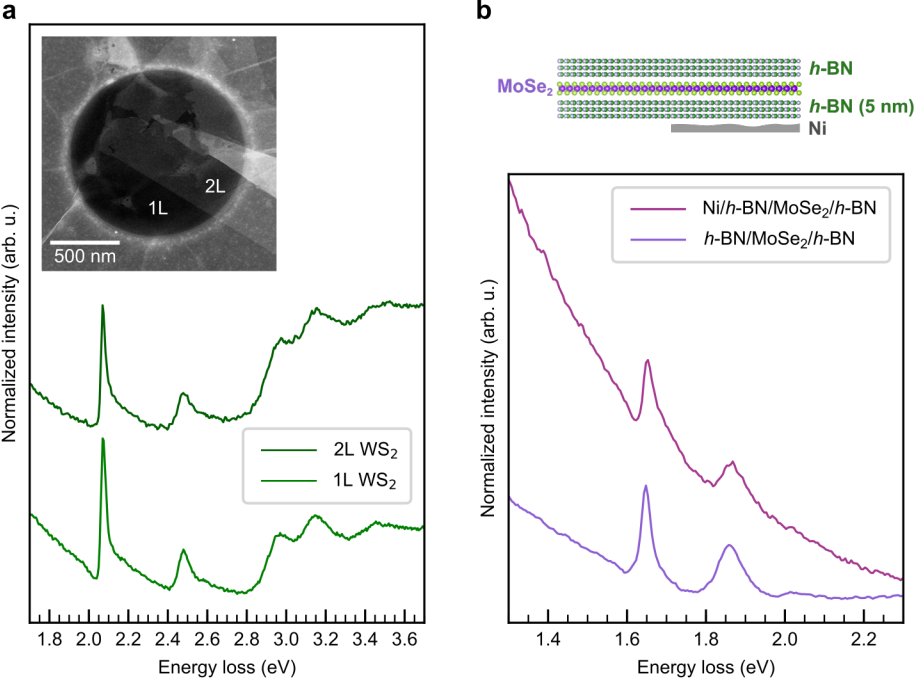 a
2L
1L
500 nm
Normalized intensity (arb. u.)
2L WS₂
1L WS₂
1.8 2.0 2.2 2.4 2.6 2.8 3.0 3.2 3.4 3.6
Energy loss (eV)
b
h-BN
MoSe₂
h-BN (5 nm)
Ni
Ni/h-BN/MoSe₂/h-BN
h-BN/MoSe₂/h-BN
Normalized intensity (arb. u.)
1.4 1.6 1.8 2.0 2.2
Energy loss (eV)